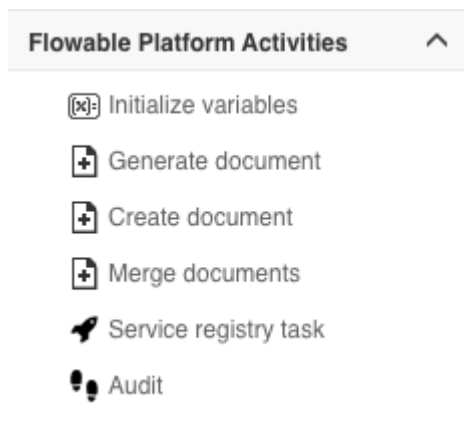 Flowable Platform Activities
Initialize variables
Generate document
Create document
Merge documents
Service registry task
Audit